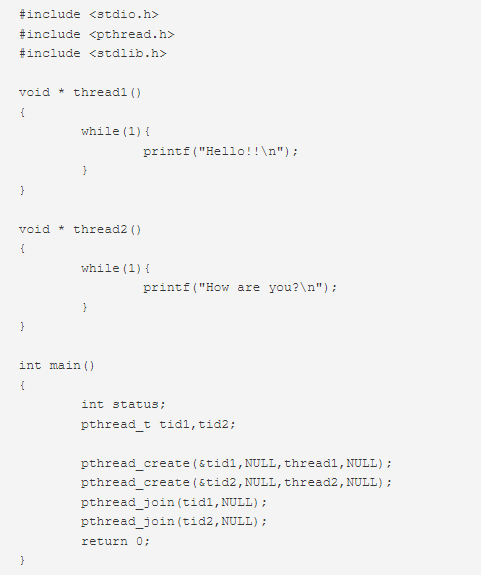 #include <stdio.h>
#include <pthread.h>
#include <stdlib.h>

void * thread1()
{
        while(1){
                printf("Hello!!\n");
        }
}

void * thread2()
{
        while(1){
                printf("How are you?\n");
        }
}

int main()
{
        int status;
        pthread_t tid1,tid2;

        pthread_create(&tid1,NULL,thread1,NULL);
        pthread_create(&tid2,NULL,thread2,NULL);
        pthread_join(tid1,NULL);
        pthread_join(tid2,NULL);
        return 0;
}